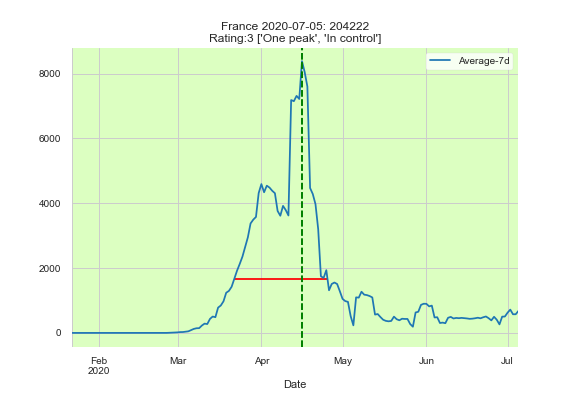 France 2020-07-05: 204222
Rating:3 ['One peak', 'In control']
Average-7d
8000
6000
4000
2000
0
Feb
2020
Mar
Apr
May
Jun
Jul
Date